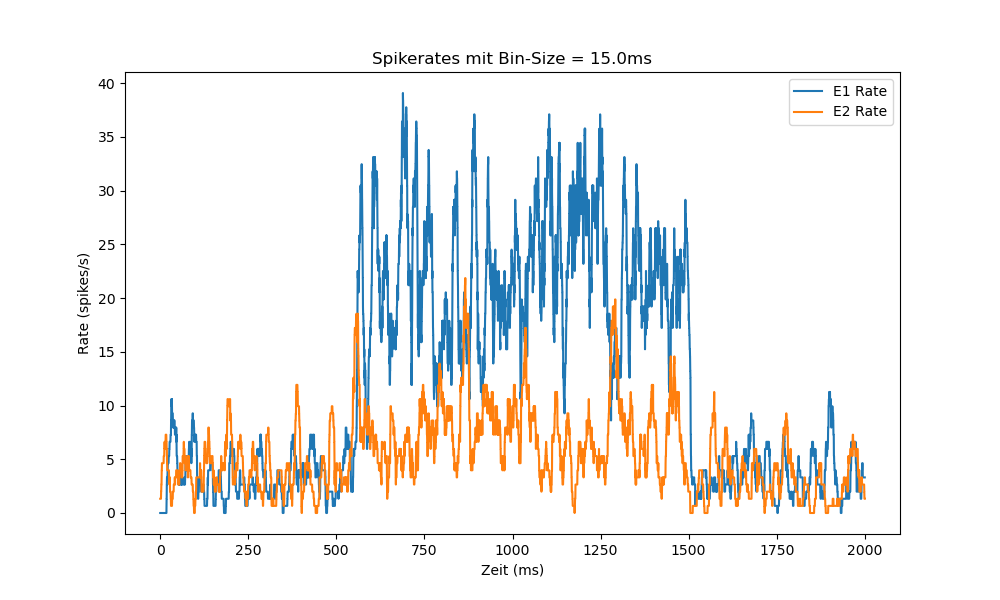 Spikerates mit Bin-Size = 15.0ms
E1 Rate
E2 Rate
40
35
30
25
20
15
10
5
0
Rate (spikes/s)
0 250 500 750 1000 1250 1500 1750 2000
Zeit (ms)